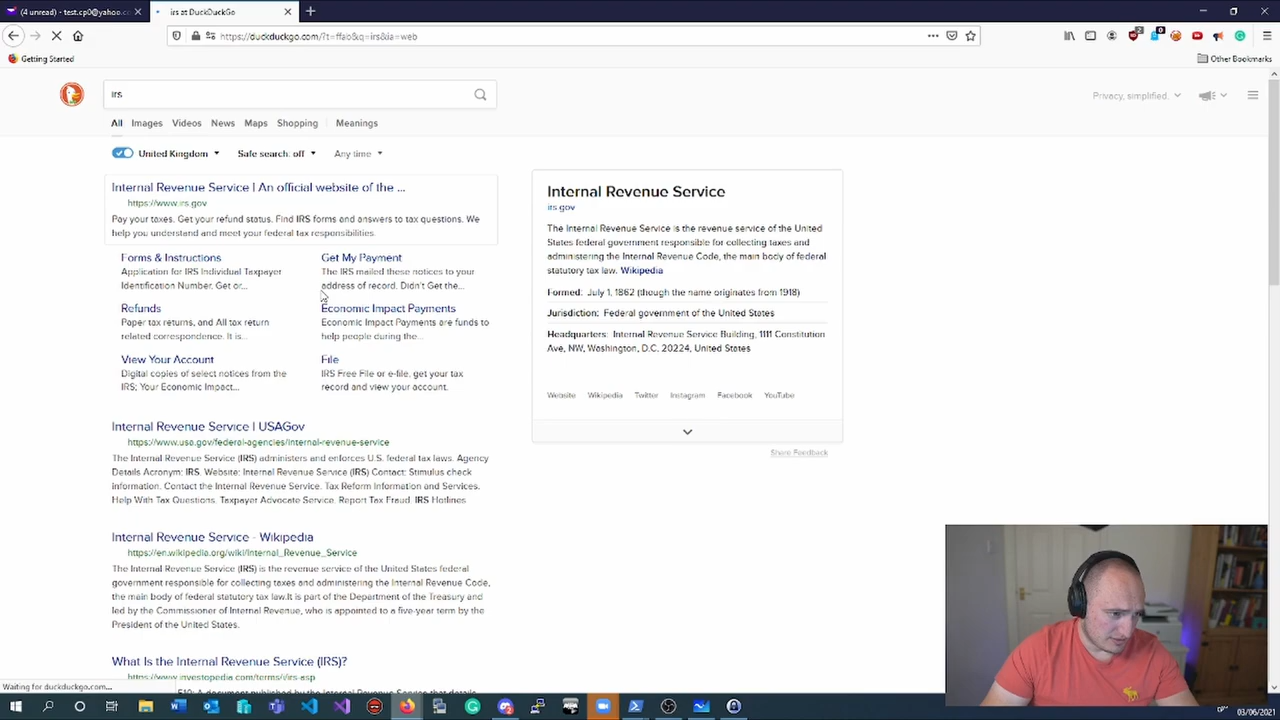 (4 unread) - test.cp0@yahoo.c
irs at DuckDuckGo
https://duckduckgo.com/?t=ffab&q=irs&ia=web
Getting Started
Other Bookmarks
irs
Privacy, simplified.
All Images Videos News Maps Shopping Meanings
United Kingdom Safe search: off Any time
Internal Revenue Service | An official website of the ...
https://www.irs.gov
Pay your taxes. Get your refund status. Find IRS forms and answers to tax questions. We
help you understand and meet your federal tax responsibilities.
Forms & Instructions
Application for IRS Individual Taxpayer
Identification Number. Get or...
Get My Payment
The IRS mailed these notices to your
address of record. Didn't Get the...
Refunds
Paper tax returns, and All tax return
related correspondence. It is...
Economic Impact Payments
Economic Impact Payments are funds to
help people during the...
View Your Account
Digital copies of select notices from the
IRS; Your Economic Impact...
File
IRS Free File or e-file. get your tax
record and view your account.
Internal Revenue Service | USAGov
https://www.usa.gov/federal-agencies/internal-revenue-service
The Internal Revenue Service (IRS) administers and enforces U.S. federal tax laws. Agency
Details Acronym: IRS. Website: Internal Revenue Service (IRS) Contact: Stimulus check
information. Contact the Internal Revenue Service. Tax Reform Information and Services.
Help With Tax Questions. Taxpayer Advocate Service. Report Tax Fraud. IRS Hotlines
Internal Revenue Service - Wikipedia
https://en.wikipedia.org/wiki/Internal_Revenue_Service
The Internal Revenue Service (IRS) is the revenue service of the United States federal
government responsible for collecting taxes and administering the Internal Revenue Code,
the main body of federal statutory tax law.It is part of the Department of the Treasury and
led by the Commissioner of Internal Revenue, who is appointed to a five-year term by the
President of the United States.
What Is the Internal Revenue Service (IRS)?
https://www.investopedia.com/terms/i/irs.asp
Internal Revenue Service
irs.gov
The Internal Revenue Service is the revenue service of the United
States federal government responsible for collecting taxes and
administering the Internal Revenue Code, the main body of federal
statutory tax law. Wikipedia
Formed: July 1, 1862 (though the name originates from 1918)
Jurisdiction: Federal government of the United States
Headquarters: Internal Revenue Service Building, 1111 Constitution
Ave, NW, Washington, D.C. 20224, United States
Website Wikipedia Twitter Instagram Facebook YouTube
Share Feedback
Waiting for duckduckgo.com...
03/06/2021